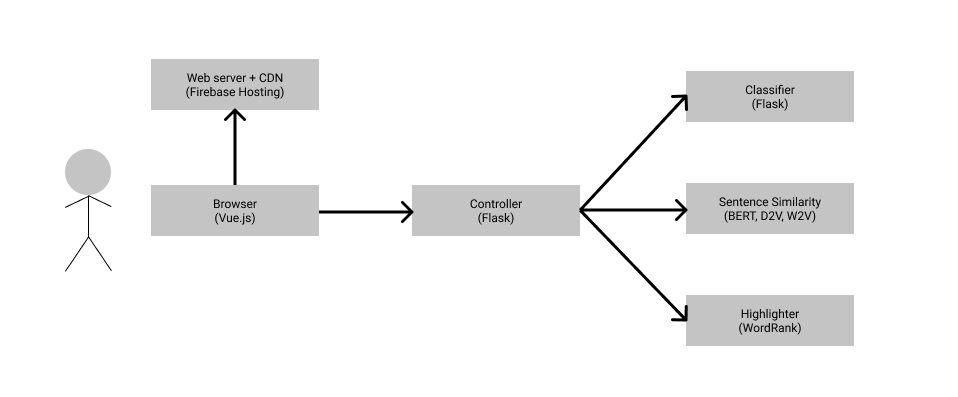 Web server + CDN
(Firebase Hosting)
Browser
(Vue.js)
Controller
(Flask)
Classifier
(Flask)
Sentence Similarity
(BERT, D2V, W2V)
Highlighter
(WordRank)